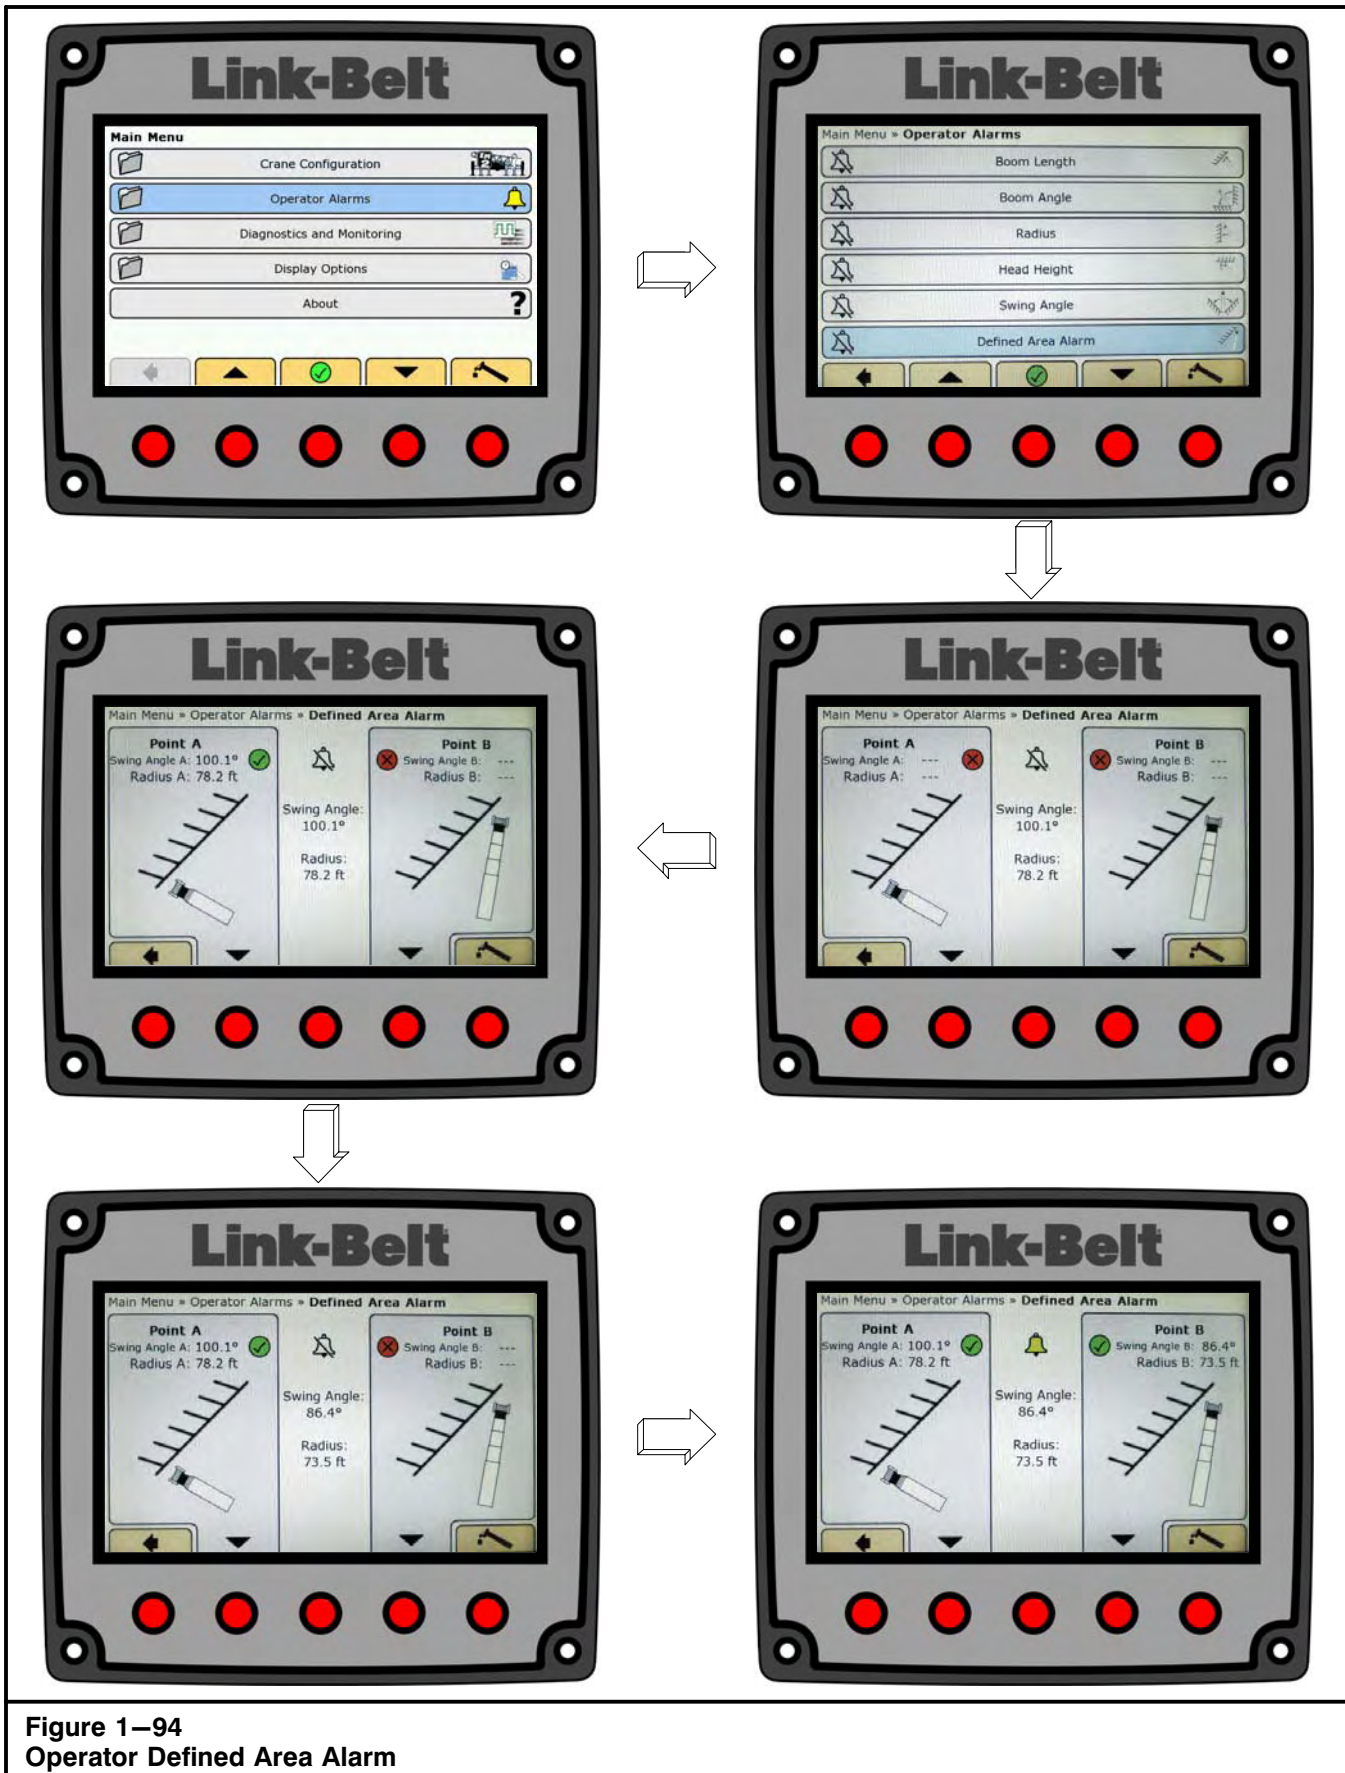 Link-Belt
Main Menu
Crane Configuration
Operator Alarms
Diagnostics and Monitoring
Display Options
About
?
Link-Belt
Main Menu » Operator Alarms
Boom Length
Boom Angle
Radius
Head Height
Swing Angle
Defined Area Alarm
Link-Belt
Main Menu » Operator Alarms » Defined Area Alarm
Point A
Swing Angle A: ---
Radius A: ---
Swing Angle:
100.1°
Radius:
78.2 ft
Point B
Swing Angle B: ---
Radius B: ---
Link-Belt
Main Menu » Operator Alarms » Defined Area Alarm
Point A
Swing Angle A: 100.1°
Radius A: 78.2 ft
Swing Angle:
100.1°
Radius:
78.2 ft
Point B
Swing Angle B: ---
Radius B: ---
Link-Belt
Main Menu » Operator Alarms » Defined Area Alarm
Point A
Swing Angle A: 100.1°
Radius A: 78.2 ft
Swing Angle:
86.4°
Radius:
73.5 ft
Point B
Swing Angle B: ---
Radius B: ---
Link-Belt
Main Menu » Operator Alarms » Defined Area Alarm
Point A
Swing Angle A: 100.1°
Radius A: 78.2 ft
Swing Angle:
86.4°
Radius:
73.5 ft
Point B
Swing Angle B: 86.4°
Radius B: 73.5 ft
Figure 1—94
Operator Defined Area Alarm